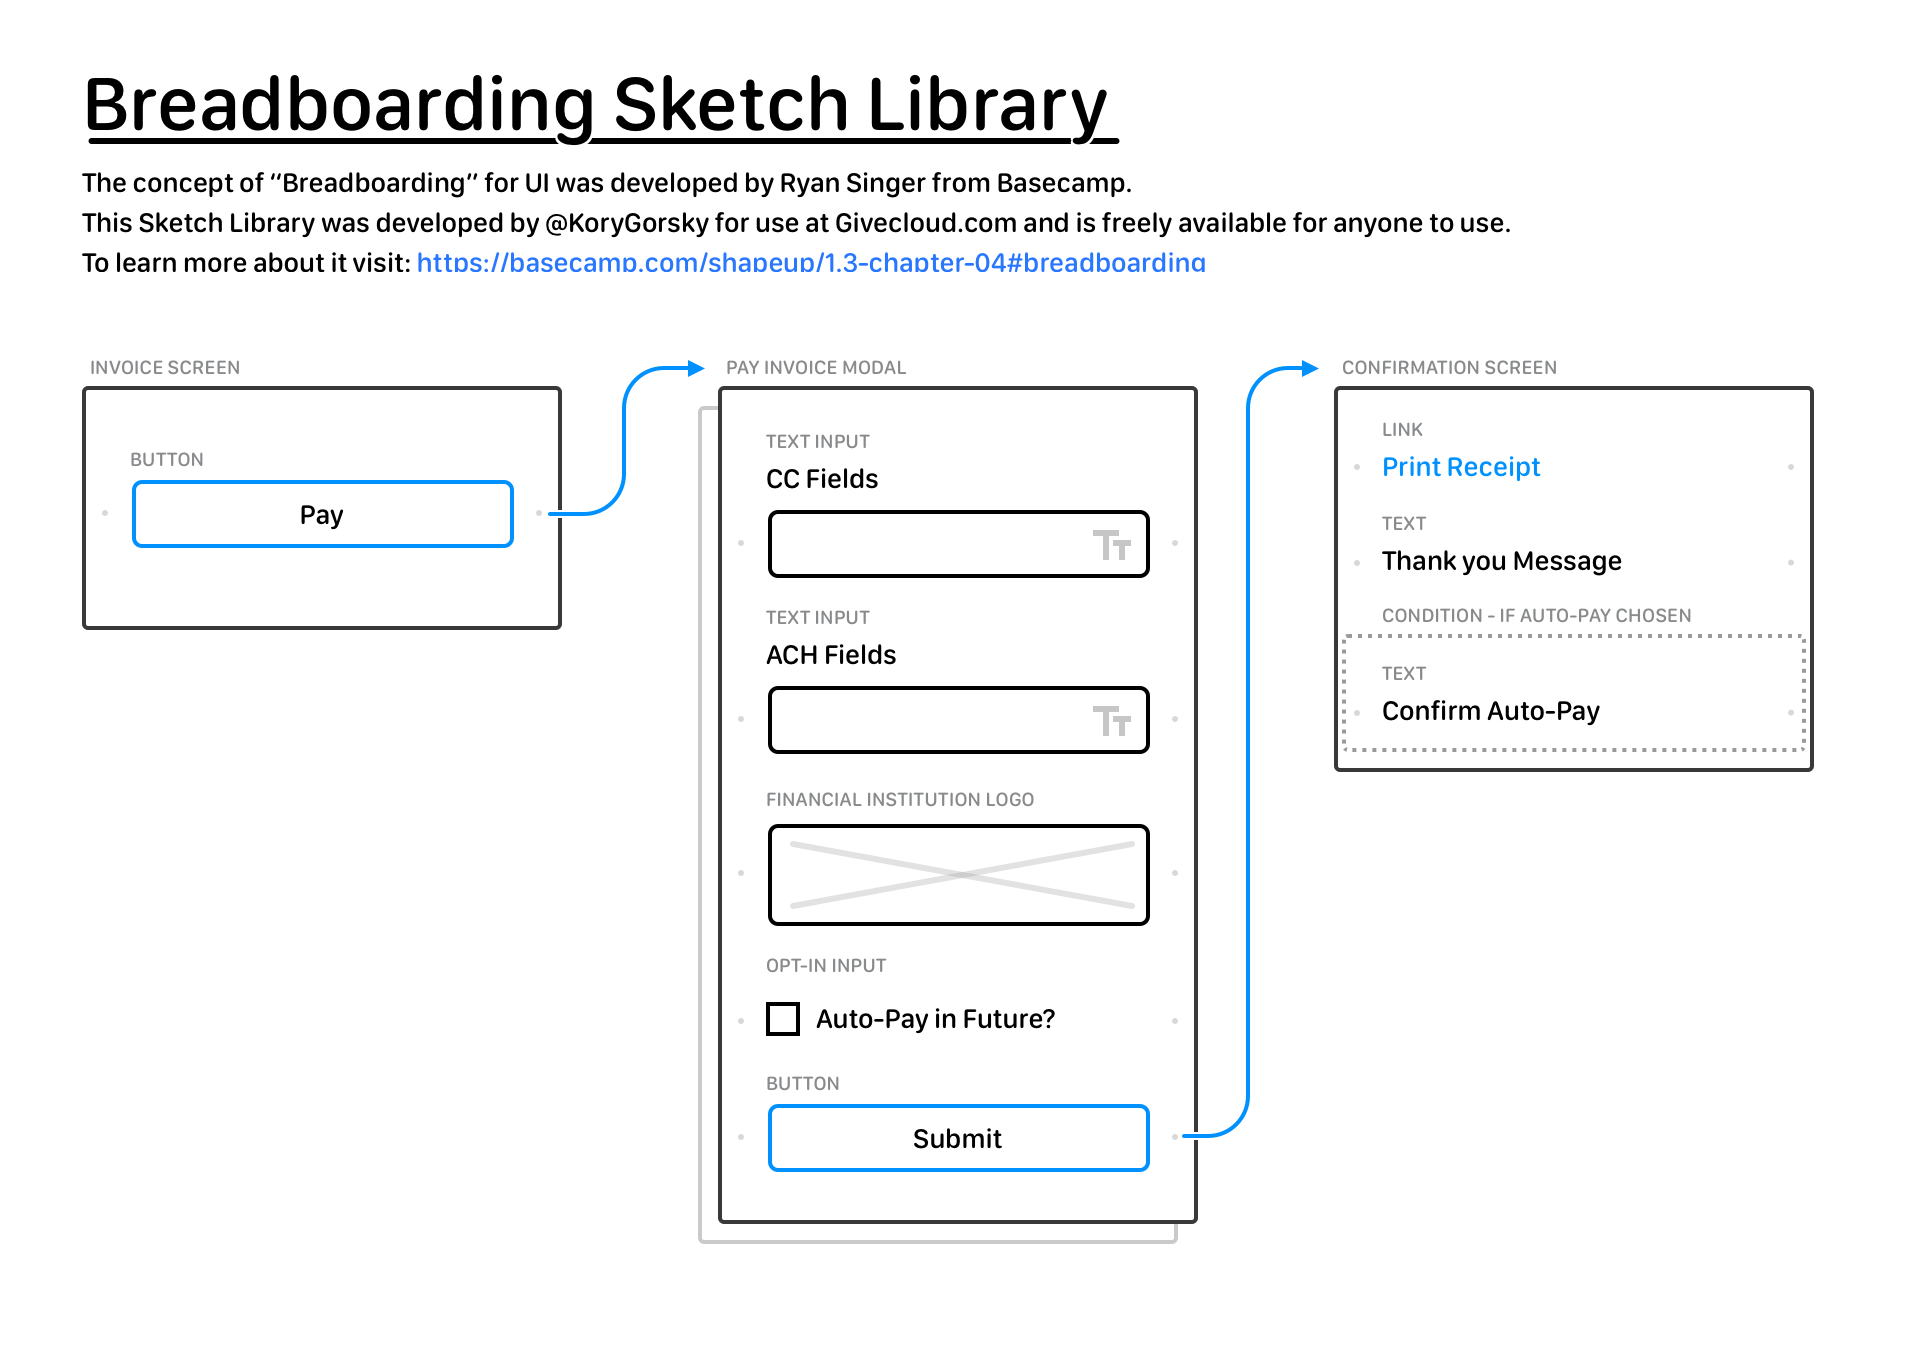 Breadboarding Sketch Library
The concept of “Breadboarding” for UI was developed by Ryan Singer from Basecamp.
This Sketch Library was developed by @KoryGorsky for use at Givecloud.com and is freely available for anyone to use.
To learn more about it visit: https://basecamp.com/shapeup/1.3-chapter-04#breadboarding
INVOICE SCREEN
BUTTON
Pay
PAY INVOICE MODAL
TEXT INPUT
CC Fields
TT
TEXT INPUT
ACH Fields
TT
FINANCIAL INSTITUTION LOGO
OPT-IN INPUT
Auto-Pay in Future?
BUTTON
Submit
CONFIRMATION SCREEN
LINK
Print Receipt
TEXT
Thank you Message
CONDITION - IF AUTO-PAY CHOSEN
TEXT
Confirm Auto-Pay